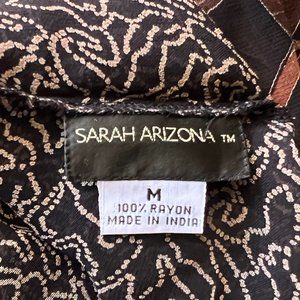 SARAH ARIZONA ™
M
100% RAYON
MADE IN INDIA